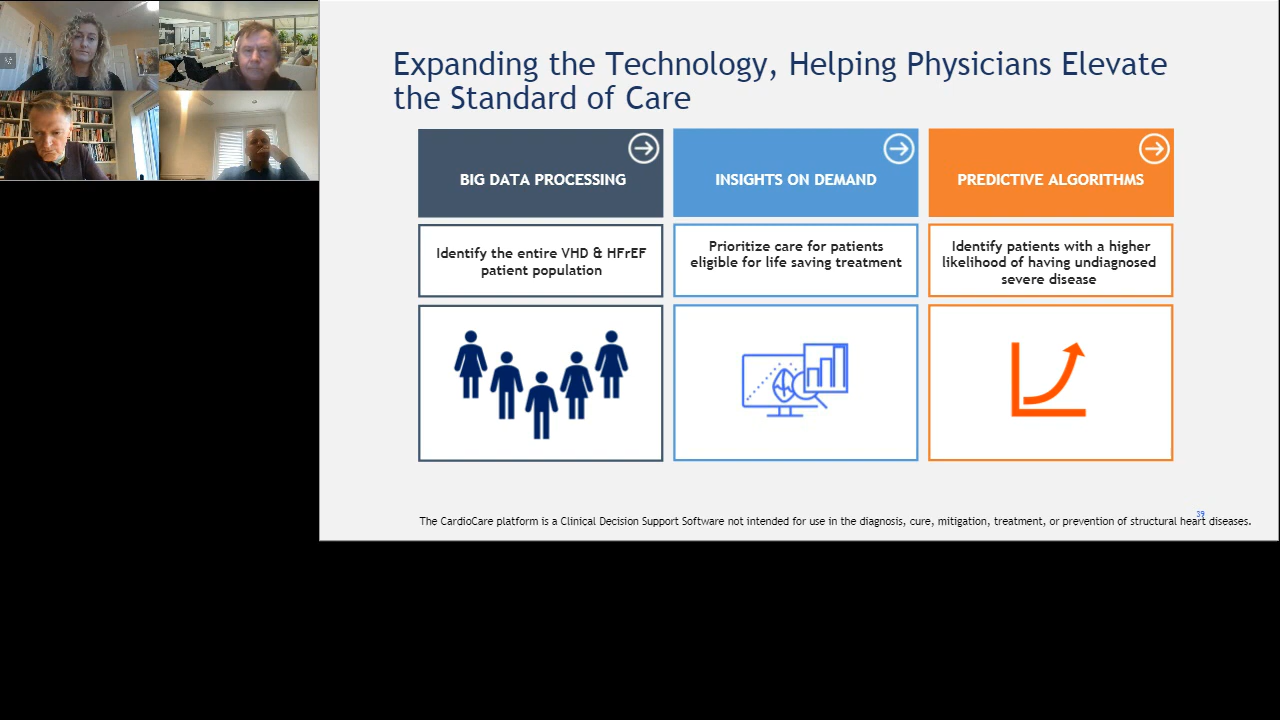 Expanding the Technology, Helping Physicians Elevate
the Standard of Care
BIG DATA PROCESSING
INSIGHTS ON DEMAND
PREDICTIVE ALGORITHMS
Identify the entire VHD & HFrEF
patient population
Prioritize care for patients
eligible for life saving treatment
Identify patients with a higher
likelihood of having undiagnosed
severe disease
39
The CardioCare platform is a Clinical Decision Support Software not intended for use in the diagnosis, cure, mitigation, treatment, or prevention of structural heart diseases.